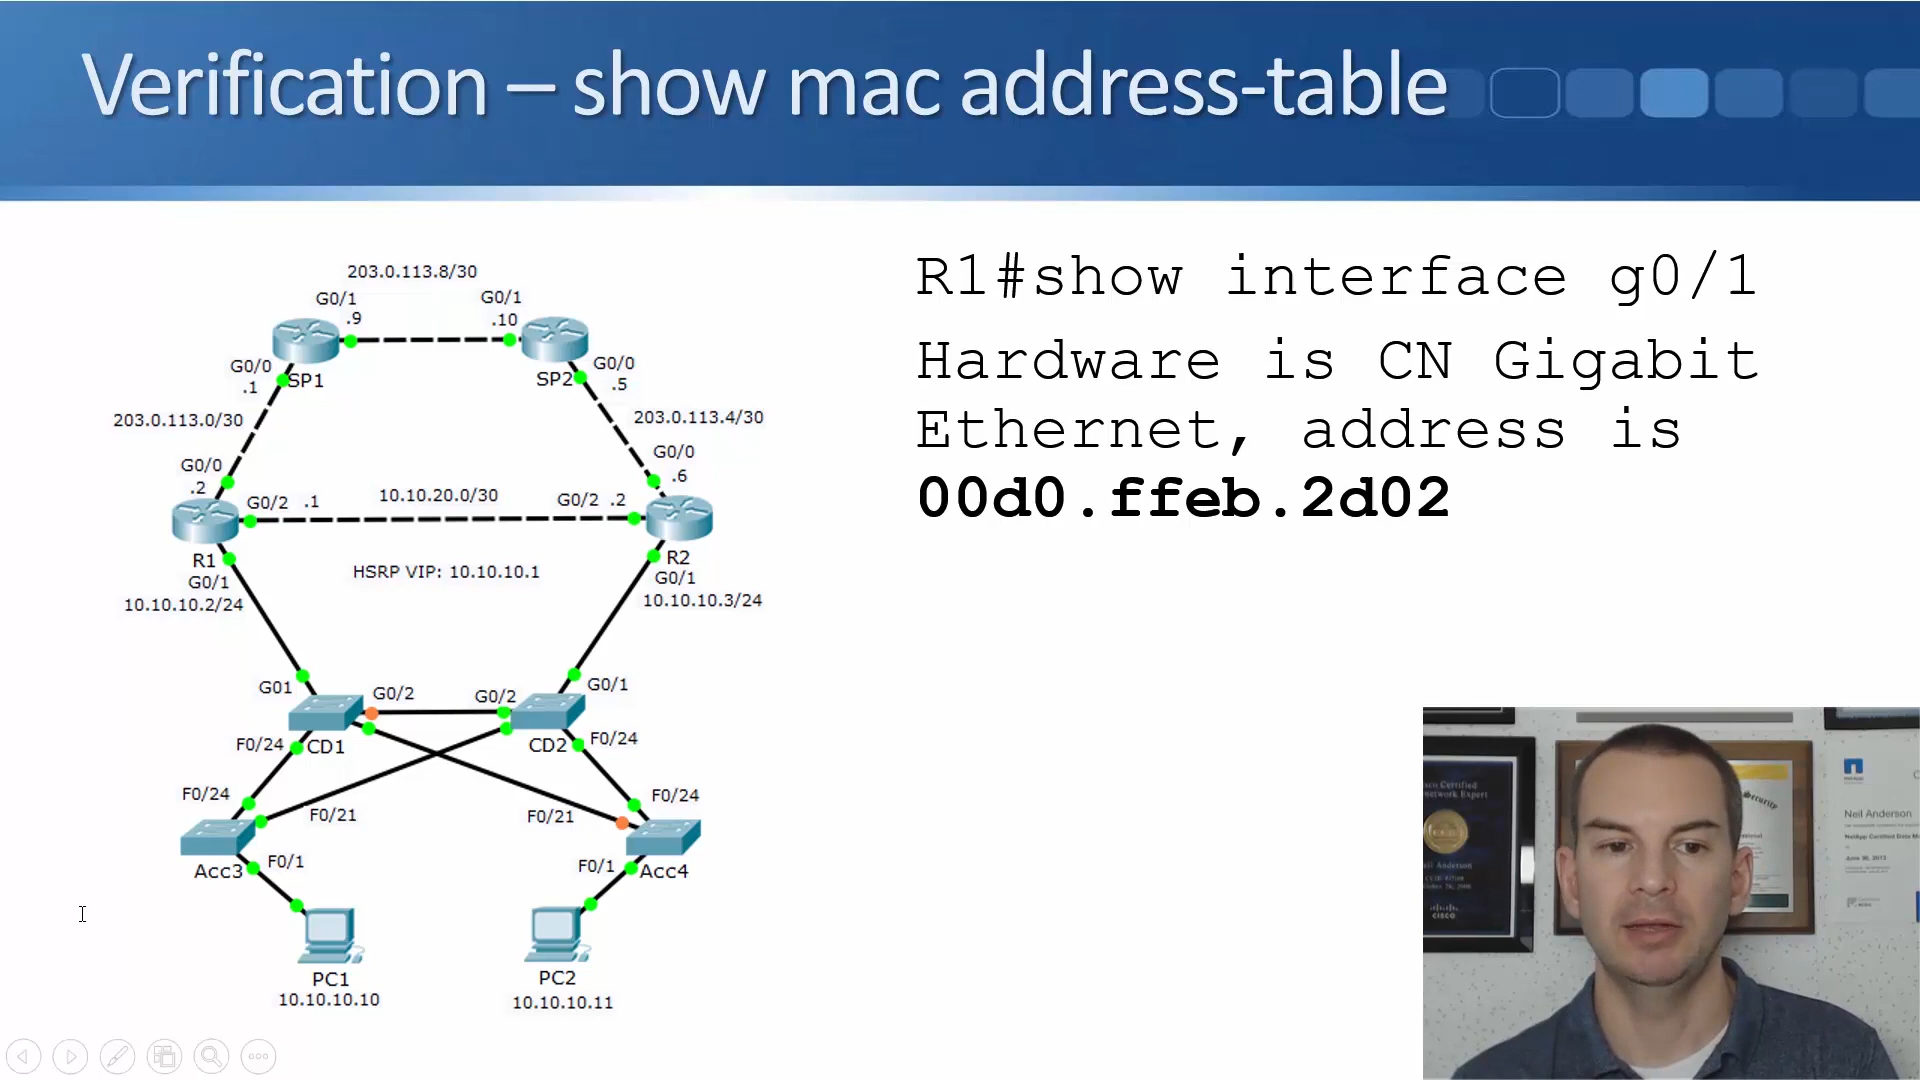 Verification – show mac address-table
R1#show interface g0/1
Hardware is CN Gigabit
Ethernet, address is
00d0.ffeb.2d02
203.0.113.8/30
G0/1
G0/1
.9
.10
G0/0
G0/0
SP1
SP2
.1
.5
203.0.113.0/30
203.0.113.4/30
G0/0
G0/0
.2
.6
G0/2 .1
10.10.20.0/30
G0/2 .2
R1
R2
HSRP VIP: 10.10.10.1
G0/1
G0/1
10.10.10.2/24
10.10.10.3/24
G01
G0/2
G0/2
G0/1
F0/24
CD1
CD2
F0/24
F0/24
F0/24
F0/21
F0/21
F0/1
F0/1
Acc3
Acc4
PC1
PC2
10.10.10.10
10.10.10.11
Neil Anderson
CISCO